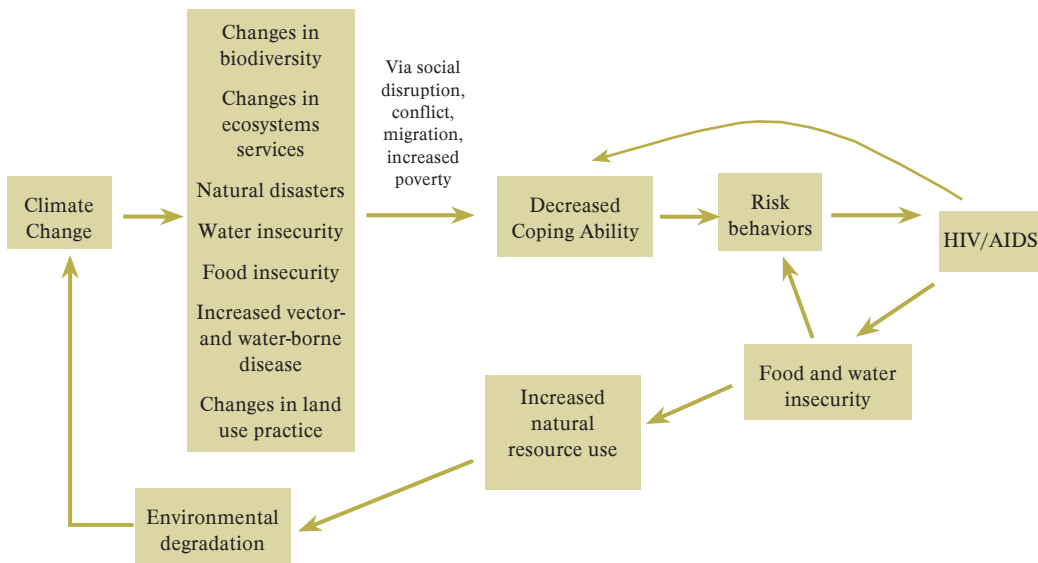 Climate
Change
Changes in
biodiversity
Changes in
ecosystems
services
Natural disasters
Water insecurity
Food insecurity
Increased vector-
and water-borne
disease
Changes in land
use practice
Via social
disruption,
conflict,
migration,
increased
poverty
Decreased
Coping Ability
Risk
behaviors
HIV/AIDS
Food and water
insecurity
Increased
natural
resource use
Environmental
degradation